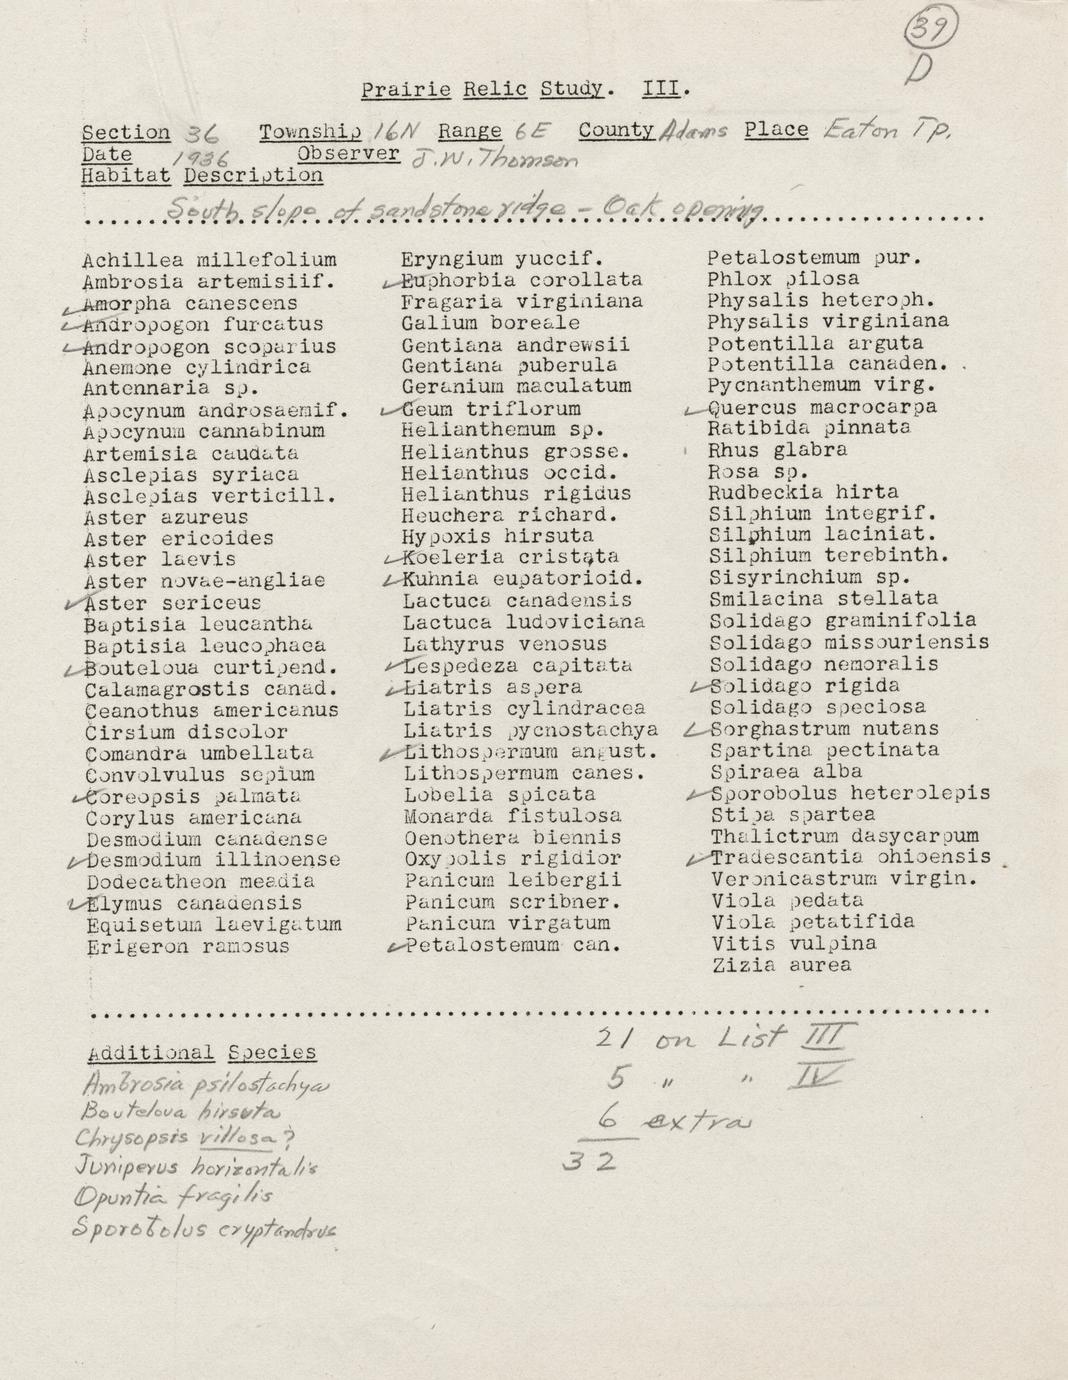 39
D
Prairie Relic Study. III.
Section 36 Township 16N Range 6E County Adams Place Eaton Tp.
Date 1936 Observer J.W. Thomson
Habitat Description
South slope of sandstone ridge - Oak opening
Achillea millefolium
Ambrosia artemisiif.
✓ Amorpha canescens
✓ Andropogon furcatus
✓ Andropogon scoparius
Anemone cylindrica
Antennaria sp.
Apocynum androsaemif.
Apocynum cannabinum
Artemisia caudata
Asclepias syriaca
Asclepias verticill.
Aster azureus
Aster ericoides
Aster laevis
Aster novae-angliae
✓ Aster sericeus
Baptisia leucantha
Baptisia leucophaea
✓ Bouteloua curtipend.
Calamagrostis canad.
Ceanothus americanus
Cirsium discolor
Comandra umbellata
Convolvulus sepium
✓ Coreopsis palmata
Corylus americana
Desmodium canadense
✓ Desmodium illinoense
Dodecatheon meadia
✓ Elymus canadensis
Equisetum laevigatum
Erigeron ramosus
Eryngium yuccif.
✓ Euphorbia corollata
Fragaria virginiana
Galium boreale
Gentiana andrewsii
Gentiana puberula
Geranium maculatum
✓ Geum triflorum
Helianthemum sp.
Helianthus grosse.
Helianthus occid.
Helianthus rigidus
Heuchera richard.
Hypoxis hirsuta
✓ Koeleria cristata
✓ Kuhnia eupatorioid.
Lactuca canadensis
Lactuca ludoviciana
Lathyrus venosus
✓ Lespedeza capitata
✓ Liatris aspera
Liatris cylindracea
Liatris pycnostachya
✓ Lithospermum angust.
Lithospermum canes.
Lobelia spicata
Monarda fistulosa
Oenothera biennis
Oxypolis rigidior
Panicum leibergii
Panicum scribner.
Panicum virgatum
✓ Petalostemum can.
Petalostemum pur.
Phlox pilosa
Physalis heteroph.
Physalis virginiana
Potentilla arguta
Potentilla canaden.
Pycnanthemum virg.
✓ Quercus macrocarpa
Ratibida pinnata
Rhus glabra
Rosa sp.
Rudbeckia hirta
Silphium integrif.
Silphium laciniat.
Silphium terebinth.
Sisyrinchium sp.
Smilacina stellata
Solidago graminifolia
Solidago missouriensis
Solidago nemoralis
✓ Solidago rigida
Solidago speciosa
✓ Sorghastrum nutans
Spartina pectinata
Spiraea alba
✓ Sporobolus heterolepis
Stipa spartea
Thalictrum dasycarpum
✓ Tradescantia ohioensis
Veronicastrum virgin.
Viola pedata
Viola petatifida
Vitis vulpina
Zizia aurea
Additional Species
Ambrosia psilostachya
Bouteloua hirsuta
Chrysopsis villosa?
Juniperus horizontalis
Opuntia fragilis
Sporobolus cryptandrus
21 on List III
5 " " IV
6 extra
32